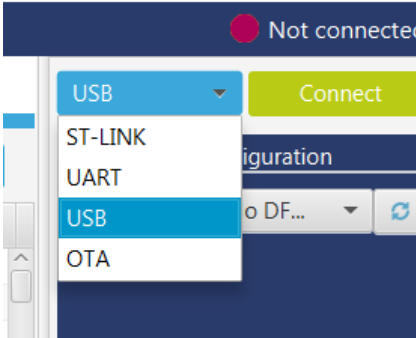 Not connected
USB
Connect
ST-LINK
iguration
UART
USB
o DF...
OTA